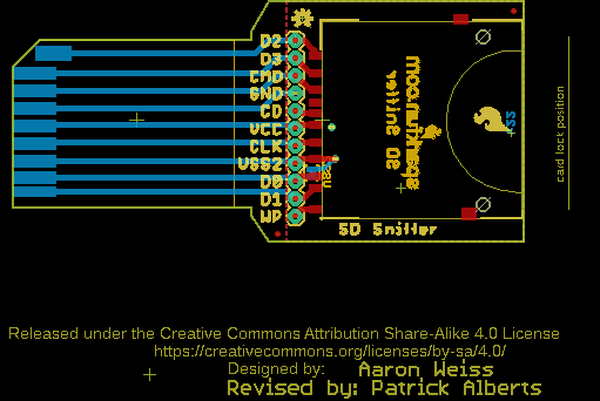 D2
D3
CMD
GND
CD
VCC
CLK
VSS2
D0
D1
WP
SD Sniffer
sparkfun.com
SD Sniffer
card lock position
Released under the Creative Commons Attribution Share-Alike 4.0 License
https://creativecommons.org/licenses/by-sa/4.0/
Designed by: Aaron Weiss
Revised by: Patrick Alberts